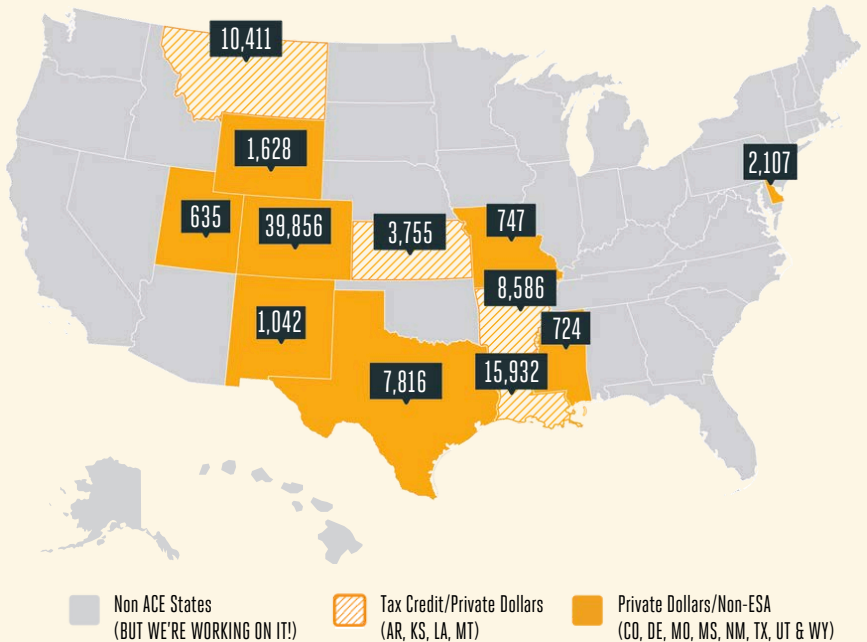 10,411
1,628
2,107
635
39,856
3,755
747
8,586
1,042
724
7,816
15,932
Non ACE States
(BUT WE'RE WORKING ON IT!)
Tax Credit/Private Dollars
(AR, KS, LA, MT)
Private Dollars/Non-ESA
(CO, DE, MO, MS, NM, TX, UT & WY)